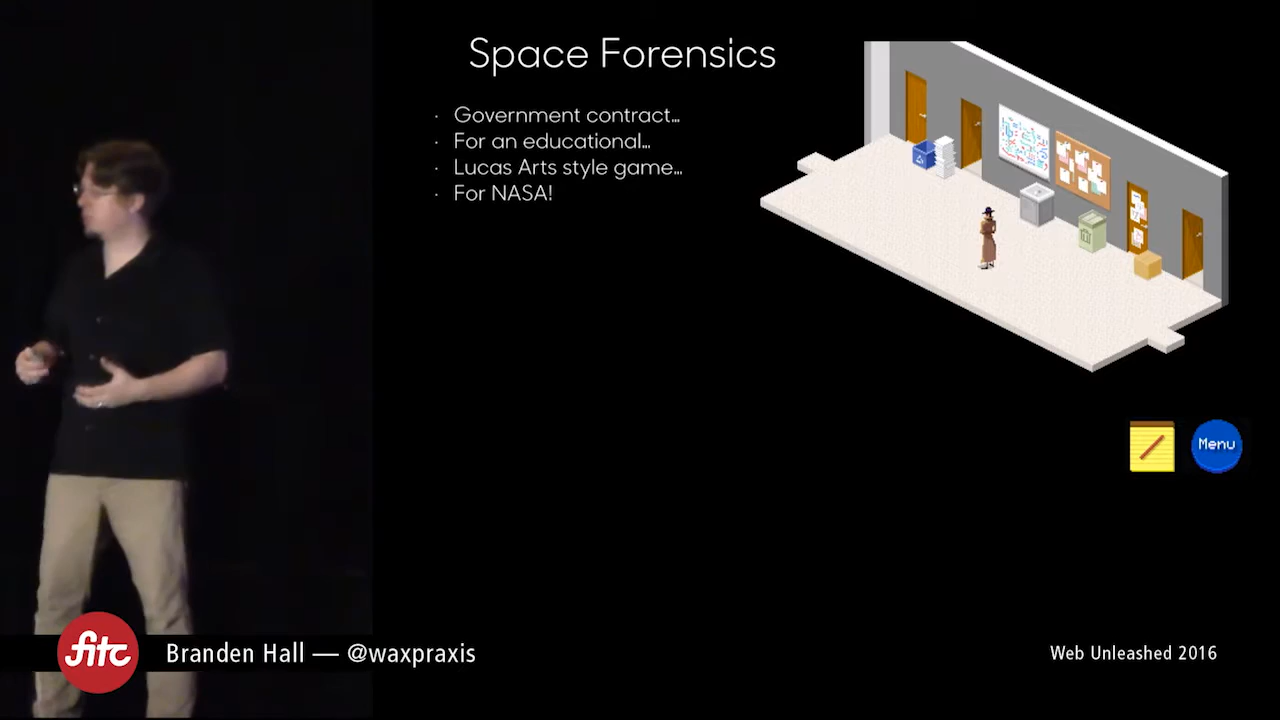 Space Forensics
· Government contract…
· For an educational…
· Lucas Arts style game…
· For NASA!
Menu
fitc
Branden Hall — @waxpraxis
Web Unleashed 2016